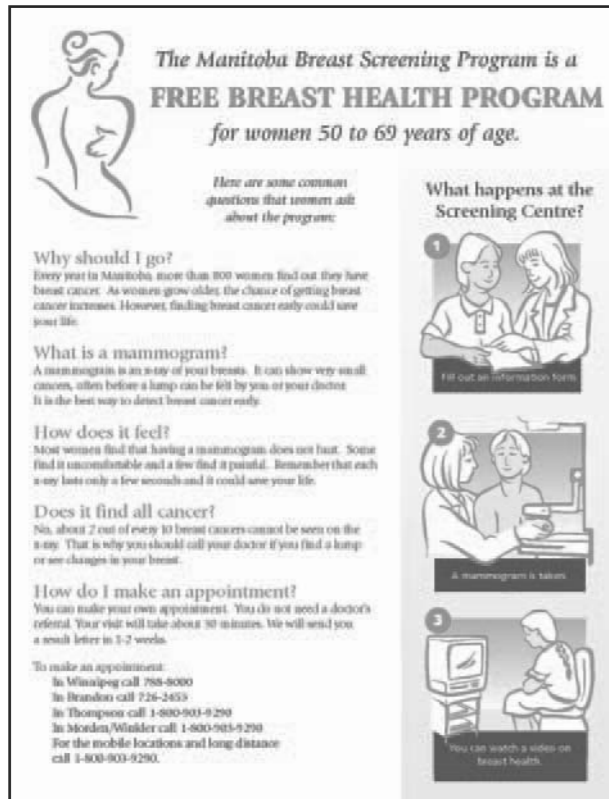 The Manitoba Breast Screening Program is a
FREE BREAST HEALTH PROGRAM
for women 50 to 69 years of age.
Here are some common
questions that women ask
about the program:
Why should I go?
Every year in Manitoba, more than 800 women find out they have
breast cancer. As women grow older, the chance of getting breast
cancer increases. However, finding breast cancer early could save
your life.
What is a mammogram?
A mammogram is an x-ray of your breasts. It can show very small
cancers, often before a lump can be felt by you or your doctor.
It is the best way to detect breast cancer early.
How does it feel?
Most women find that having a mammogram does not hurt. Some
find it uncomfortable and a few find it painful. Remember that each
x-ray lasts only a few seconds and it could save your life.
Does it find all cancer?
No, about 2 out of every 10 breast cancers cannot be seen on the
x-ray. That is why you should call your doctor if you find a lump
or see changes in your breast.
How do I make an appointment?
You can make your own appointment. You do not need a doctor's
referral. Your visit will take about 30 minutes. We will send you
a result letter in 1-2 weeks.
To make an appointment:
In Winnipeg call 788-8000
In Brandon call 726-2453
In Thompson call 1-800-903-9290
In Morden/Winkler call 1-800-903-9290
For the mobile locations and long distance
call 1-800-903-9290.
What happens at the
Screening Centre?
1
Fill out an information form
2
A mammogram is taken
3
You can watch a video on
breast health.